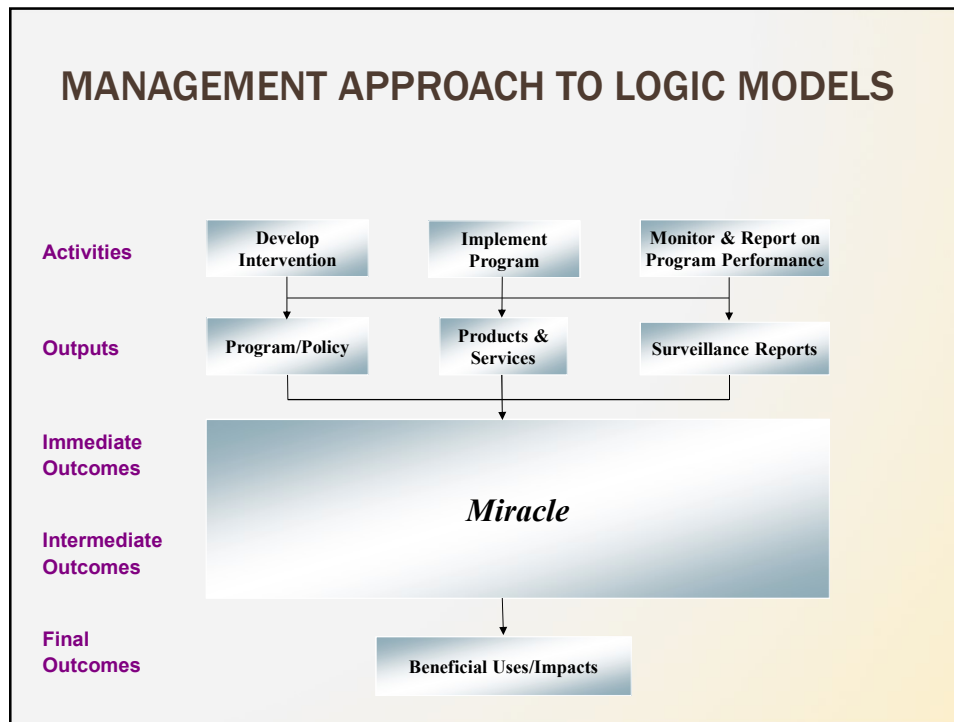 MANAGEMENT APPROACH TO LOGIC MODELS
Activities
Develop
Intervention
Implement
Program
Monitor & Report on
Program Performance
Outputs
Program/Policy
Products &
Services
Surveillance Reports
Immediate
Outcomes
Miracle
Intermediate
Outcomes
Final
Outcomes
Beneficial Uses/Impacts